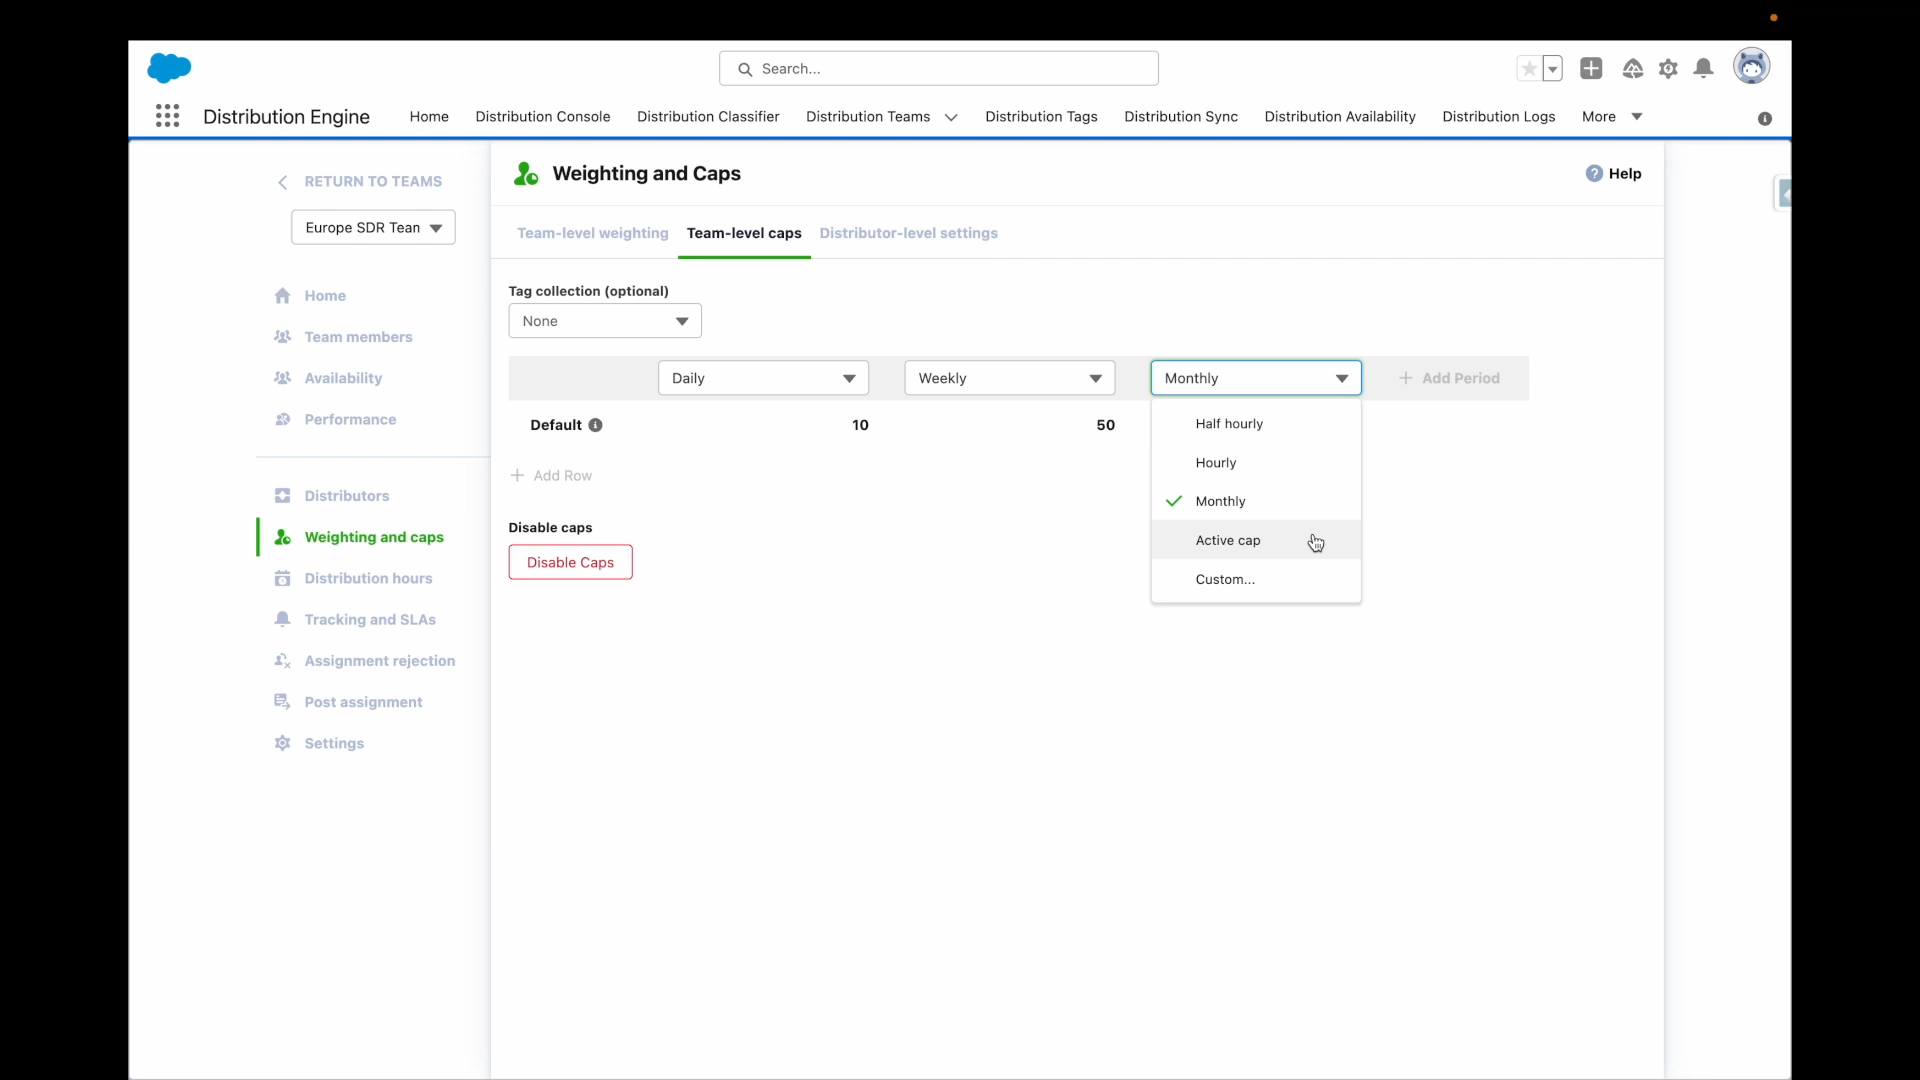 Search...
Distribution Engine
Home
Distribution Console
Distribution Classifier
Distribution Teams
Distribution Tags
Distribution Sync
Distribution Availability
Distribution Logs
More
RETURN TO TEAMS
Europe SDR Tean
Home
Team members
Availability
Performance
Distributors
Weighting and caps
Distribution hours
Tracking and SLAs
Assignment rejection
Post assignment
Settings
Weighting and Caps
Help
Team-level weighting
Team-level caps
Distributor-level settings
Tag collection (optional)
None
Daily
Weekly
Monthly
Add Period
Default
10
50
Add Row
Disable caps
Disable Caps
Half hourly
Hourly
Monthly
Active cap
Custom...